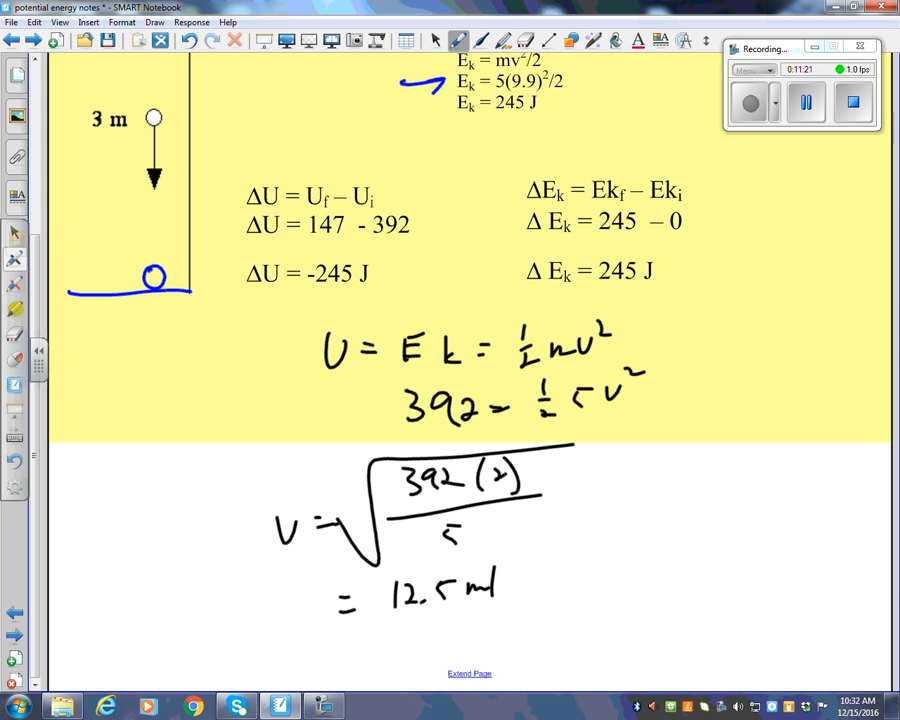 potential energy notes * - SMART Notebook
File Edit View Insert Format Draw Response Help
Recording...
Menu 0:11:21 1.0 fps
Eₖ = mv²/2
Eₖ = 5(9.9)²/2
Eₖ = 245 J
3 m
ΔU = U_f – U_i
ΔEₖ = Ek_f – Ek_i
ΔU = 147 - 392
Δ Eₖ = 245 – 0
ΔU = -245 J
Δ Eₖ = 245 J
U = Ek = ½mv²
392 = ½ 5 v²
v = √(392(2)/5)
= 12.5 m/
Extend Page
10:32 AM
12/15/2016